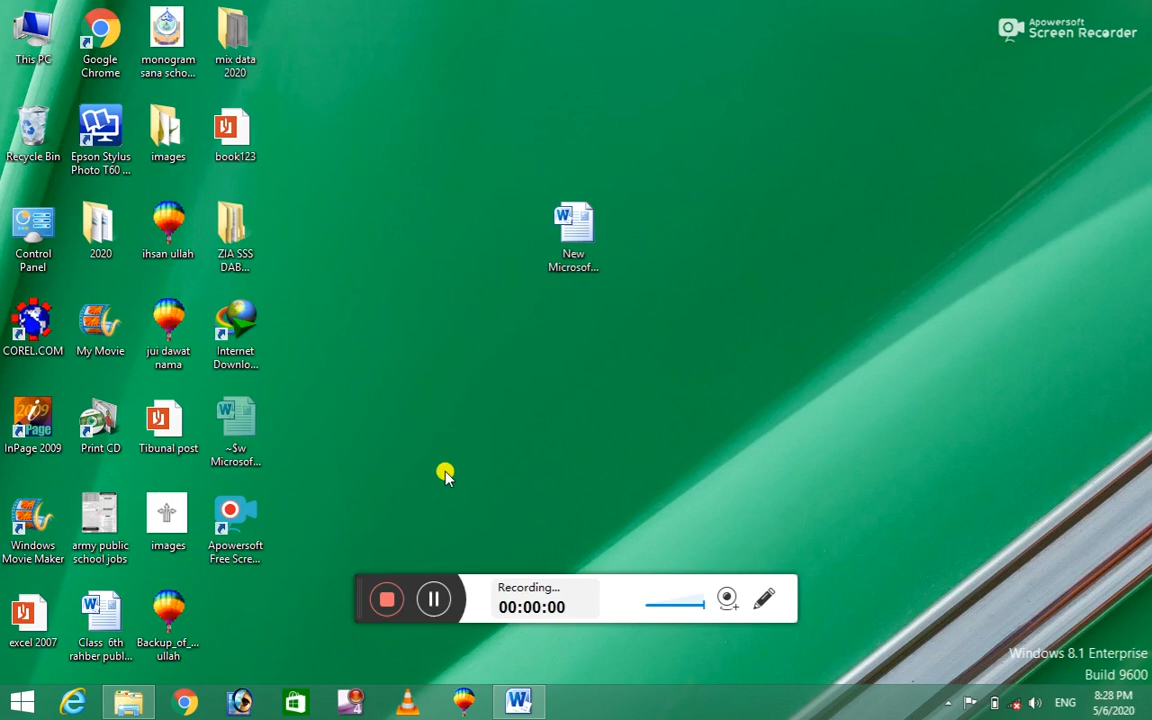 This PC
Google
Chrome
monogram
sana scho...
mix data
2020
Apowersoft
Screen Recorder
Recycle Bin
Epson Stylus
Photo T60 ...
images
book123
Control
Panel
2020
ihsan ullah
ZIA SSS
DAB...
New
Microsof...
COREL.COM
My Movie
jui dawat
nama
Internet
Downlo...
InPage 2009
Print CD
Tibunal post
~$w
Microsof...
Windows
Movie Maker
army public
school jobs
images
Apowersoft
Free Scre...
Recording...
00:00:00
excel 2007
Class 6th
rahber publ...
Backup_of_...
ullah
Windows 8.1 Enterprise
Build 9600
ENG
8:28 PM
5/6/2020